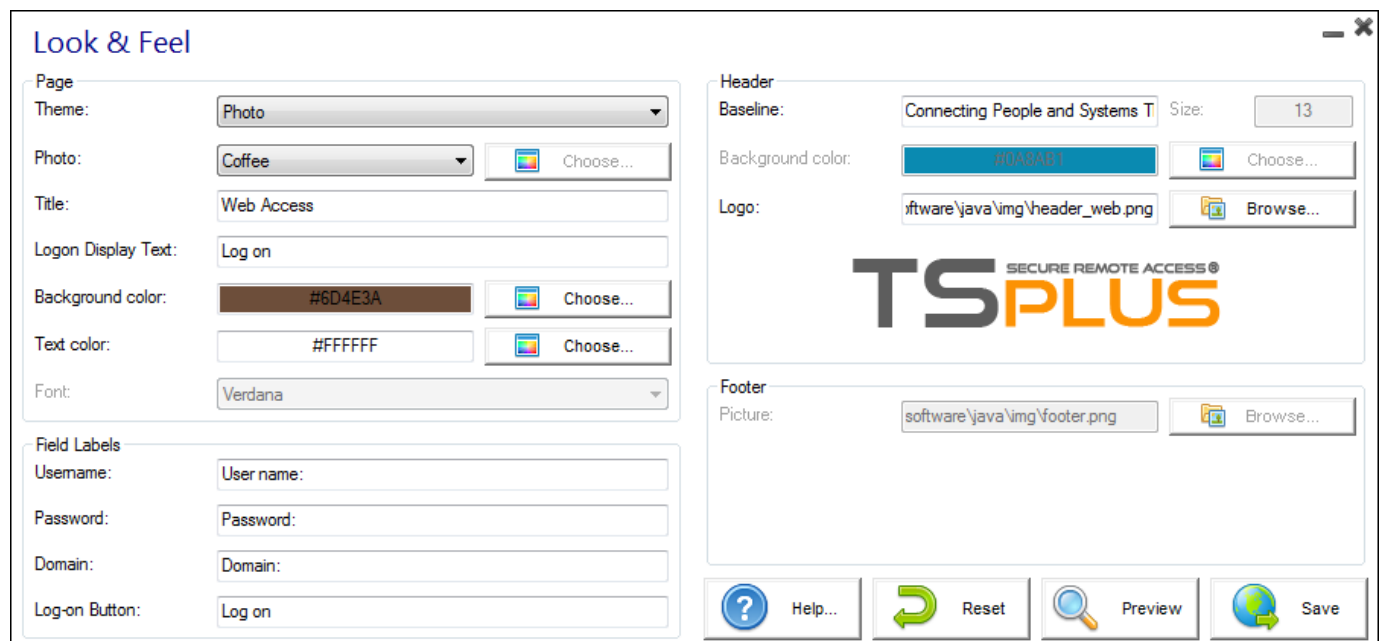 Look & Feel
Page
Theme: Photo
Photo: Coffee Choose...
Title: Web Access
Logon Display Text: Log on
Background color: #6D4E3A Choose...
Text color: #FFFFFF Choose...
Font: Verdana
Field Labels
Username: User name:
Password: Password:
Domain: Domain:
Log-on Button: Log on
Header
Baseline: Connecting People and Systems T Size: 13
Background color: #0A8AB1 Choose...
Logo: oftware\java\img\header_web.png Browse...
TSPLUS
SECURE REMOTE ACCESS®
Footer
Picture: software\java\img\footer.png Browse...
Help... Reset Preview Save